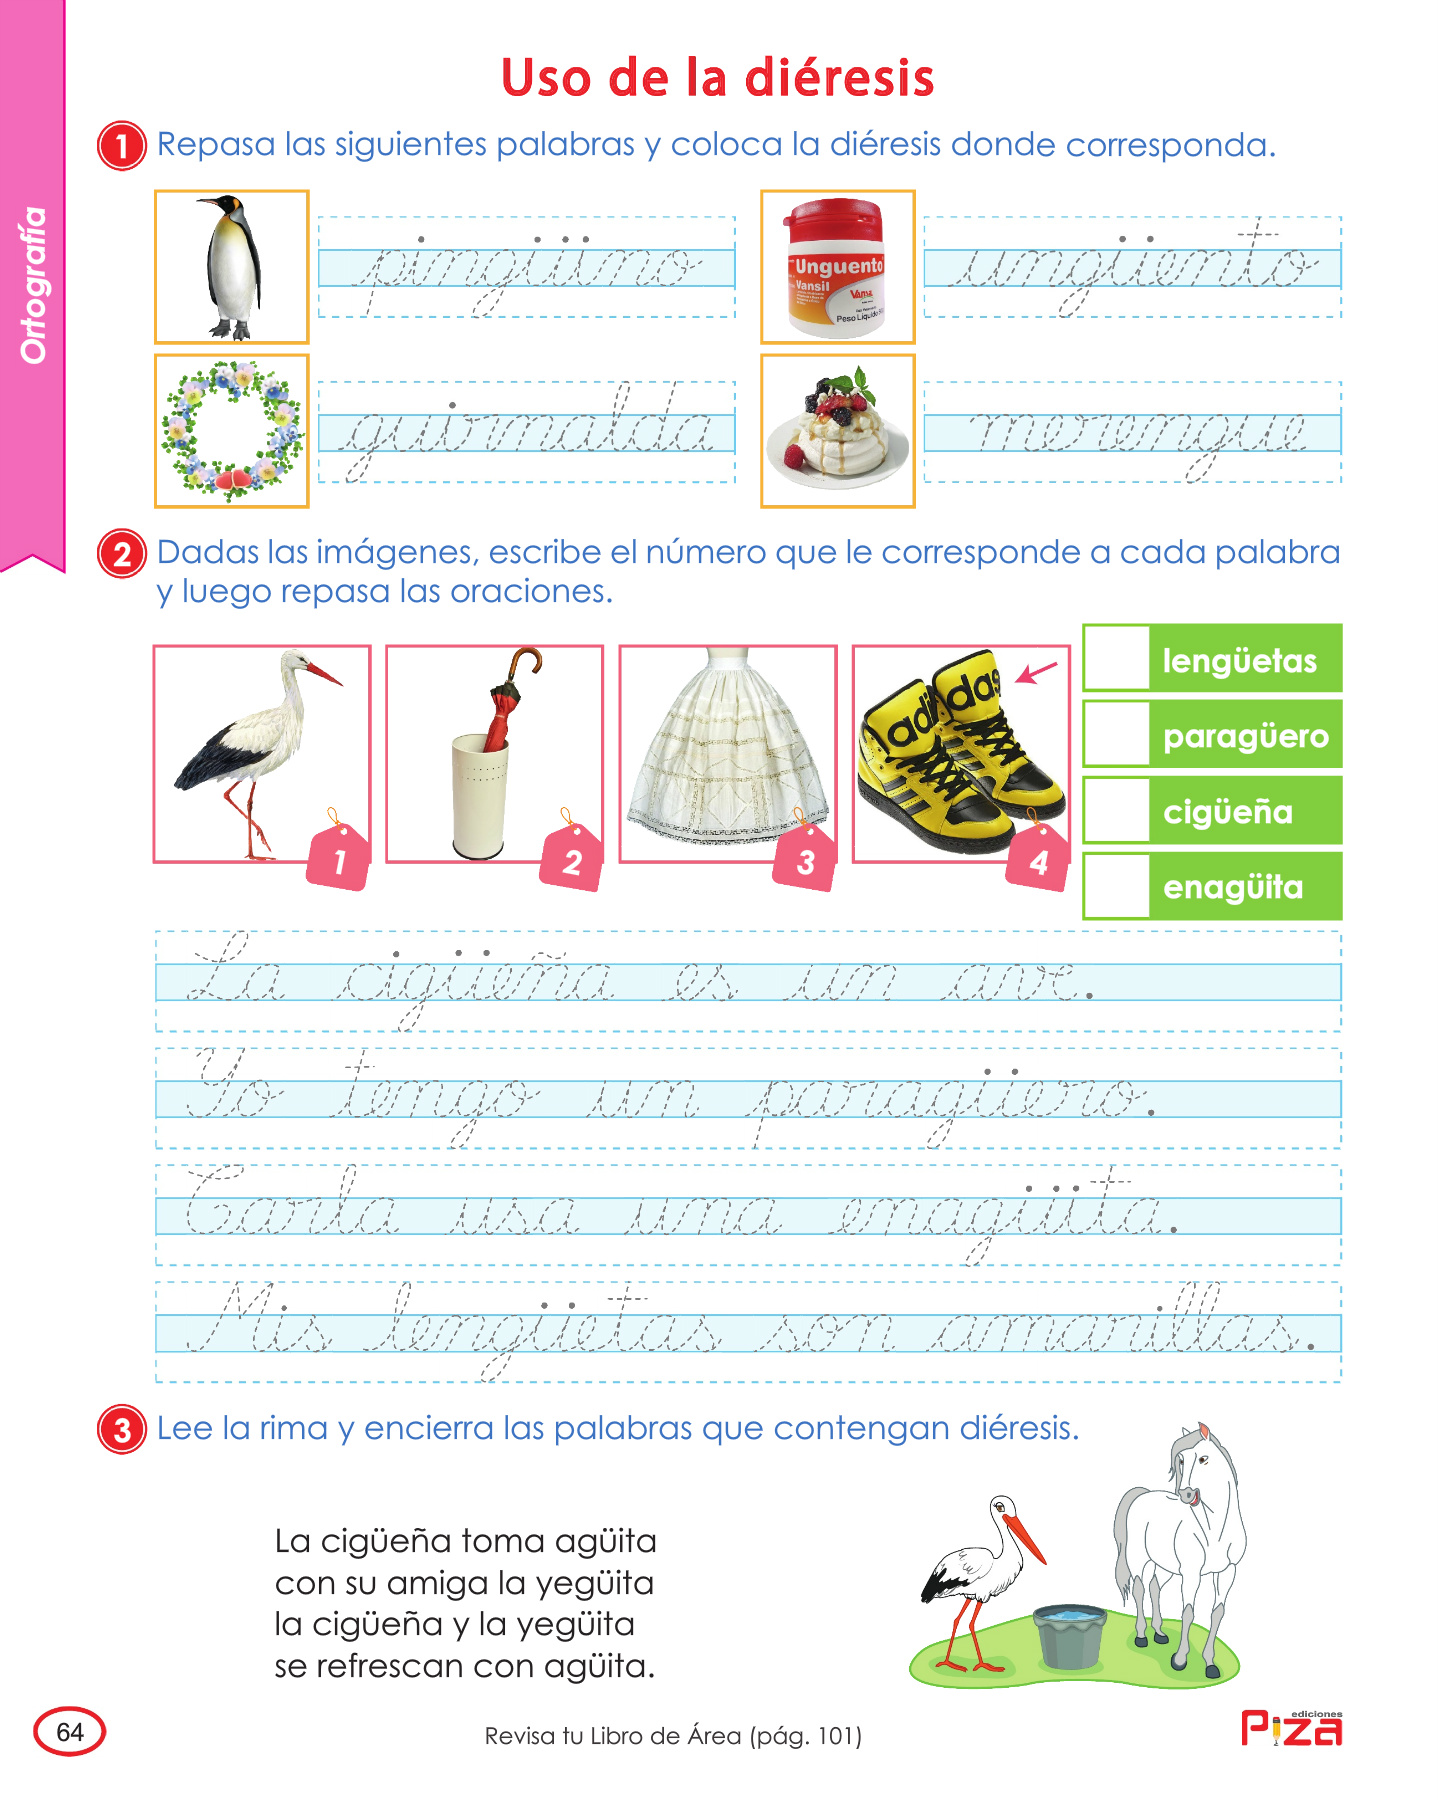 Uso de la diéresis
Ortografía
1 Repasa las siguientes palabras y coloca la diéresis donde corresponda.
pingüino
Unguento
Vansil
Vansil
Peso Liquido 50
ungüento
guirnalda
merengue
2 Dadas las imágenes, escribe el número que le corresponde a cada palabra
y luego repasa las oraciones.
adi
das
1
2
3
4
lengüetas
paragüero
cigüeña
enagüita
La cigüeña es un ave.
Yo tengo un paragüero.
Carla usa una enagüita.
Mis lengüetas son amarillas.
3 Lee la rima y encierra las palabras que contengan diéresis.
La cigüeña toma agüita
con su amiga la yegüita
la cigüeña y la yegüita
se refrescan con agüita.
64
Revisa tu Libro de Área (pág. 101)
ediciones
Piza